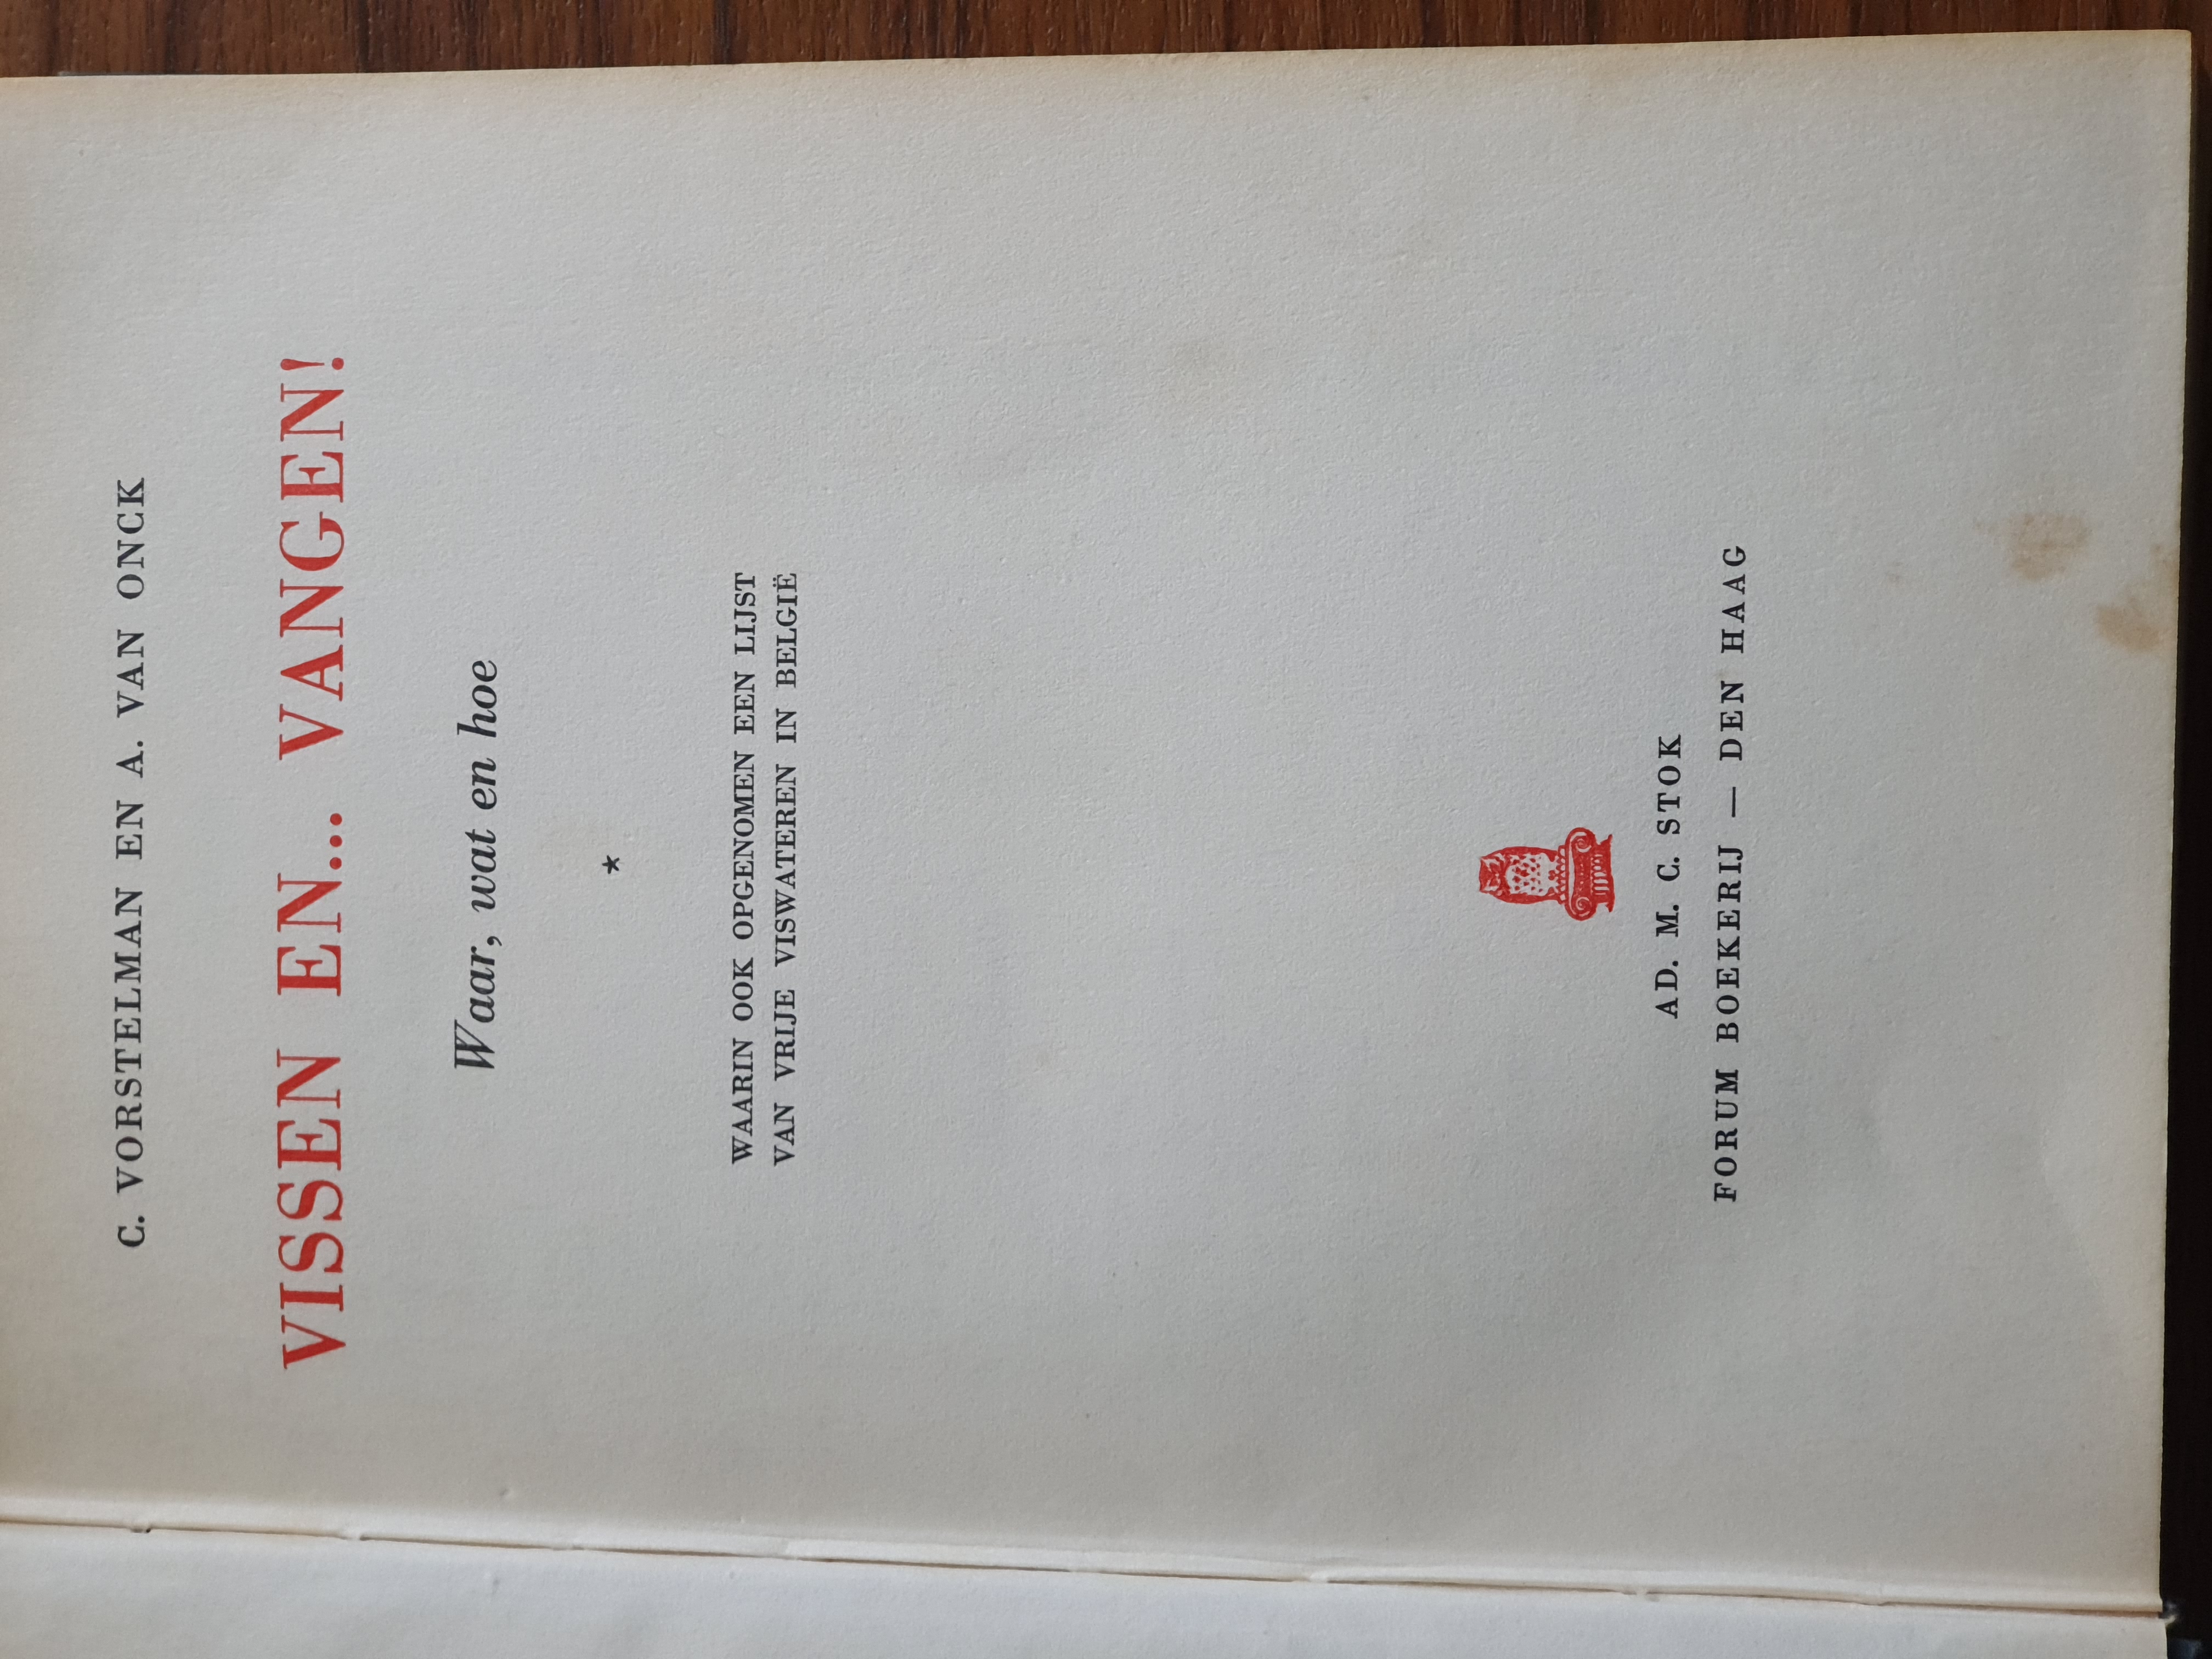 C. VORSTELMAN EN A. VAN ONCK
VISSEN EN... VANGEN!
Waar, wat en hoe
*
WAARIN OOK OPGENOMEN EEN LIJST
VAN VRIJE VISWATEREN IN BELGIË
AD. M. C. STOK
FORUM BOEKERIJ — DEN HAAG